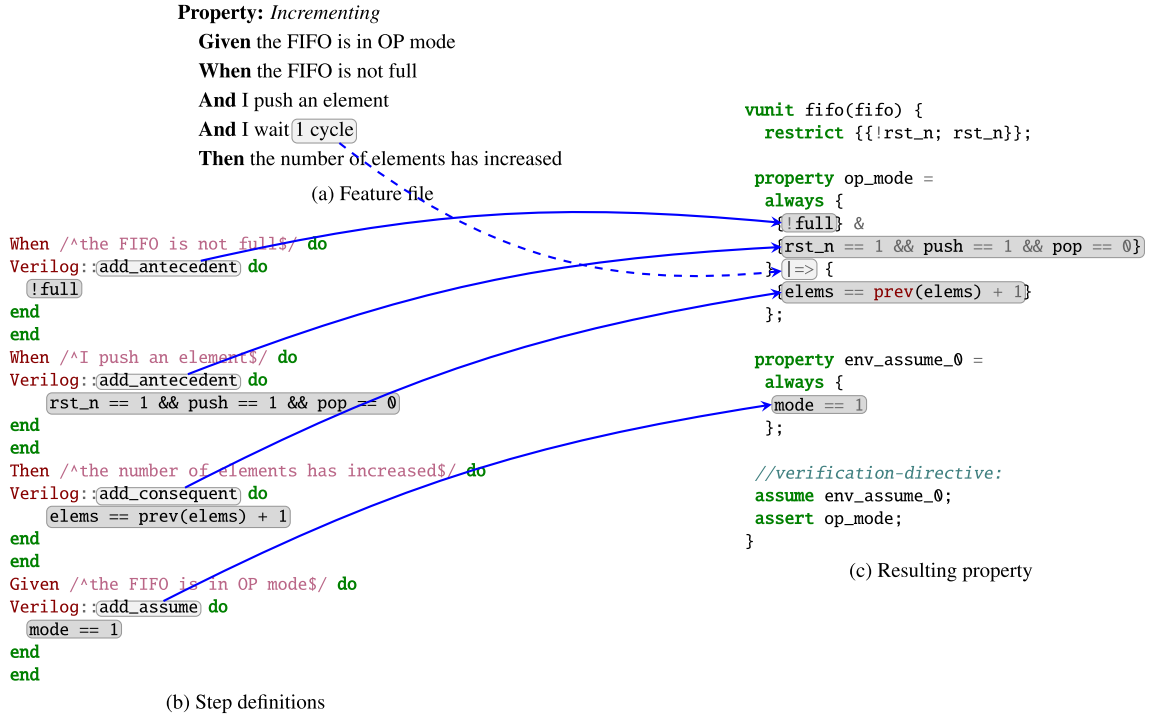 Property: Incrementing
Given the FIFO is in OP mode
When the FIFO is not full
And I push an element
And I wait 1 cycle
Then the number of elements has increased
(a) Feature file
When /^the FIFO is not full$/ do
Verilog::add_antecedent do
!full
end
end
When /^I push an element$/ do
Verilog::add_antecedent do
rst_n == 1 && push == 1 && pop == 0
end
end
Then /^the number of elements has increased$/ do
Verilog::add_consequent do
elems == prev(elems) + 1
end
end
Given /^the FIFO is in OP mode$/ do
Verilog::add_assume do
mode == 1
end
end
(b) Step definitions
vunit fifo(fifo) {
restrict {{!rst_n; rst_n}};
property op_mode =
always {
{!full} &
{rst_n == 1 && push == 1 && pop == 0}
} |=> {
{elems == prev(elems) + 1}
};
property env_assume_0 =
always {
mode == 1
};
//verification-directive:
assume env_assume_0;
assert op_mode;
}
(c) Resulting property